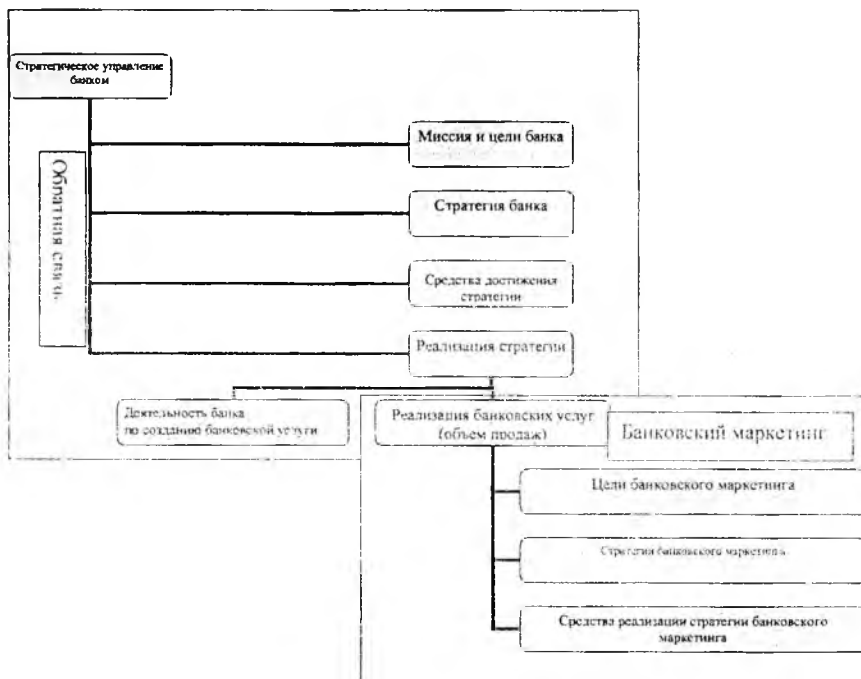 Стратегическое управление
банком
Миссия и цели банка
Обратная связь
Стратегия банка
Средства достижения
стратегии
Реализация стратегии
Деятельность банка
по созданию банковской услуги
Реализация банковских услуг
(объем продаж)
Банковский маркетинг
Цели банковского маркетинга
Стратегия банковского маркетинга
Средства реализации стратегии банковского
маркетинга